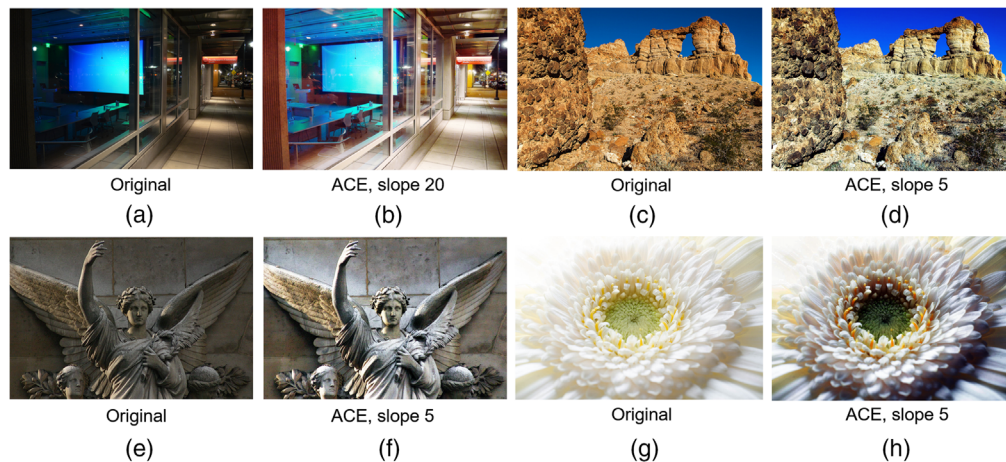 Original
ACE, slope 20
Original
ACE, slope 5
(a)
(b)
(c)
(d)
Original
ACE, slope 5
Original
ACE, slope 5
(e)
(f)
(g)
(h)